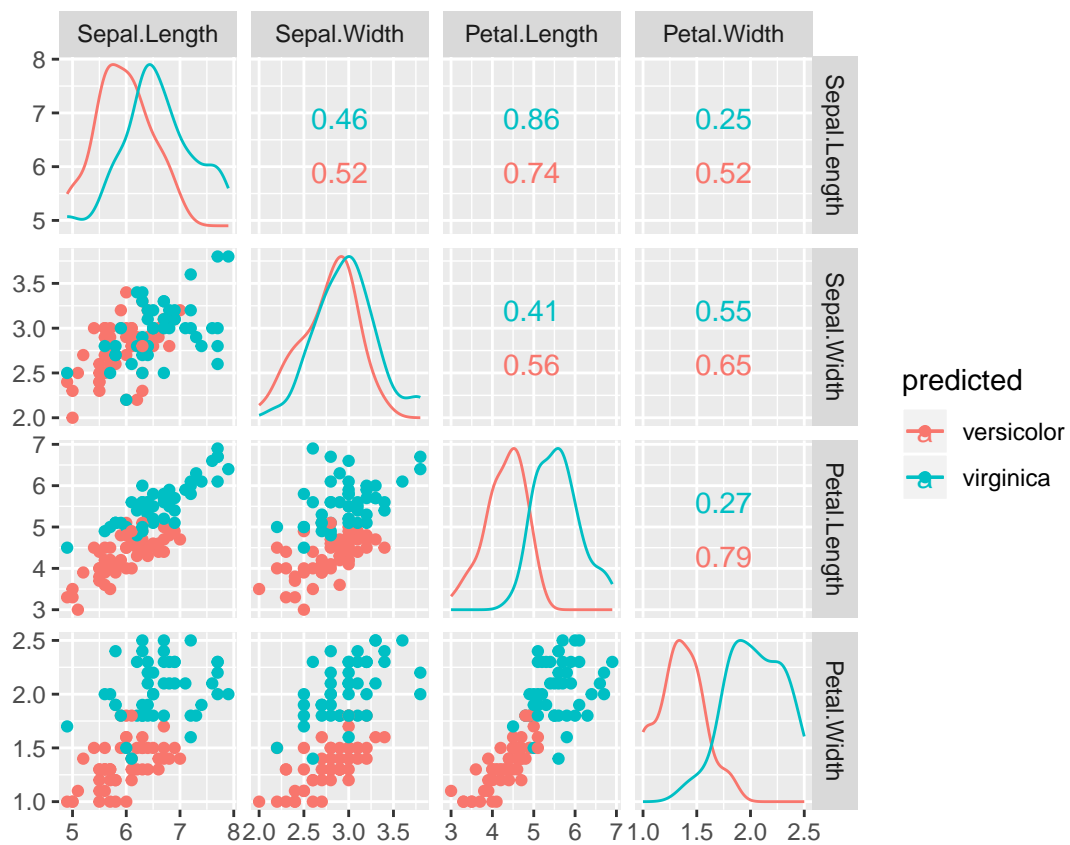 Sepal.Length Sepal.Width Petal.Length Petal.Width
8
7
6
5
0.46 0.86 0.25
0.52 0.74 0.52
Sepal.Length
3.5
3.0
2.5
2.0
0.41 0.55
0.56 0.65
Sepal.Width
7
6
5
4
3
0.27
0.79
Petal.Length
2.5
2.0
1.5
1.0
Petal.Width
5 6 7 8 2.0 2.5 3.0 3.5 3 4 5 6 7 1.0 1.5 2.0 2.5
predicted
a versicolor
a virginica